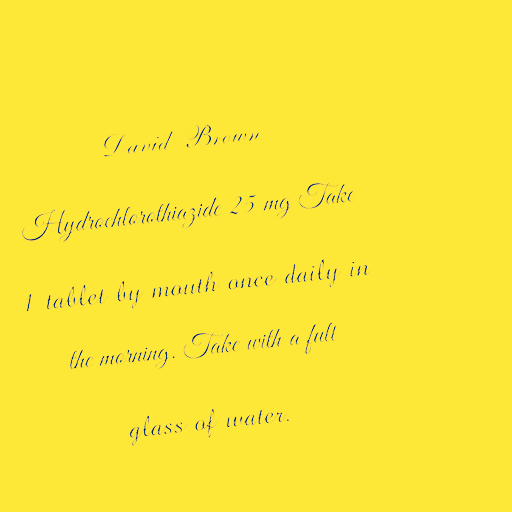 David Brown
Hydrochlorothiazide 25 mg Take
1 tablet by mouth once daily in
the morning. Take with a full
glass of water.